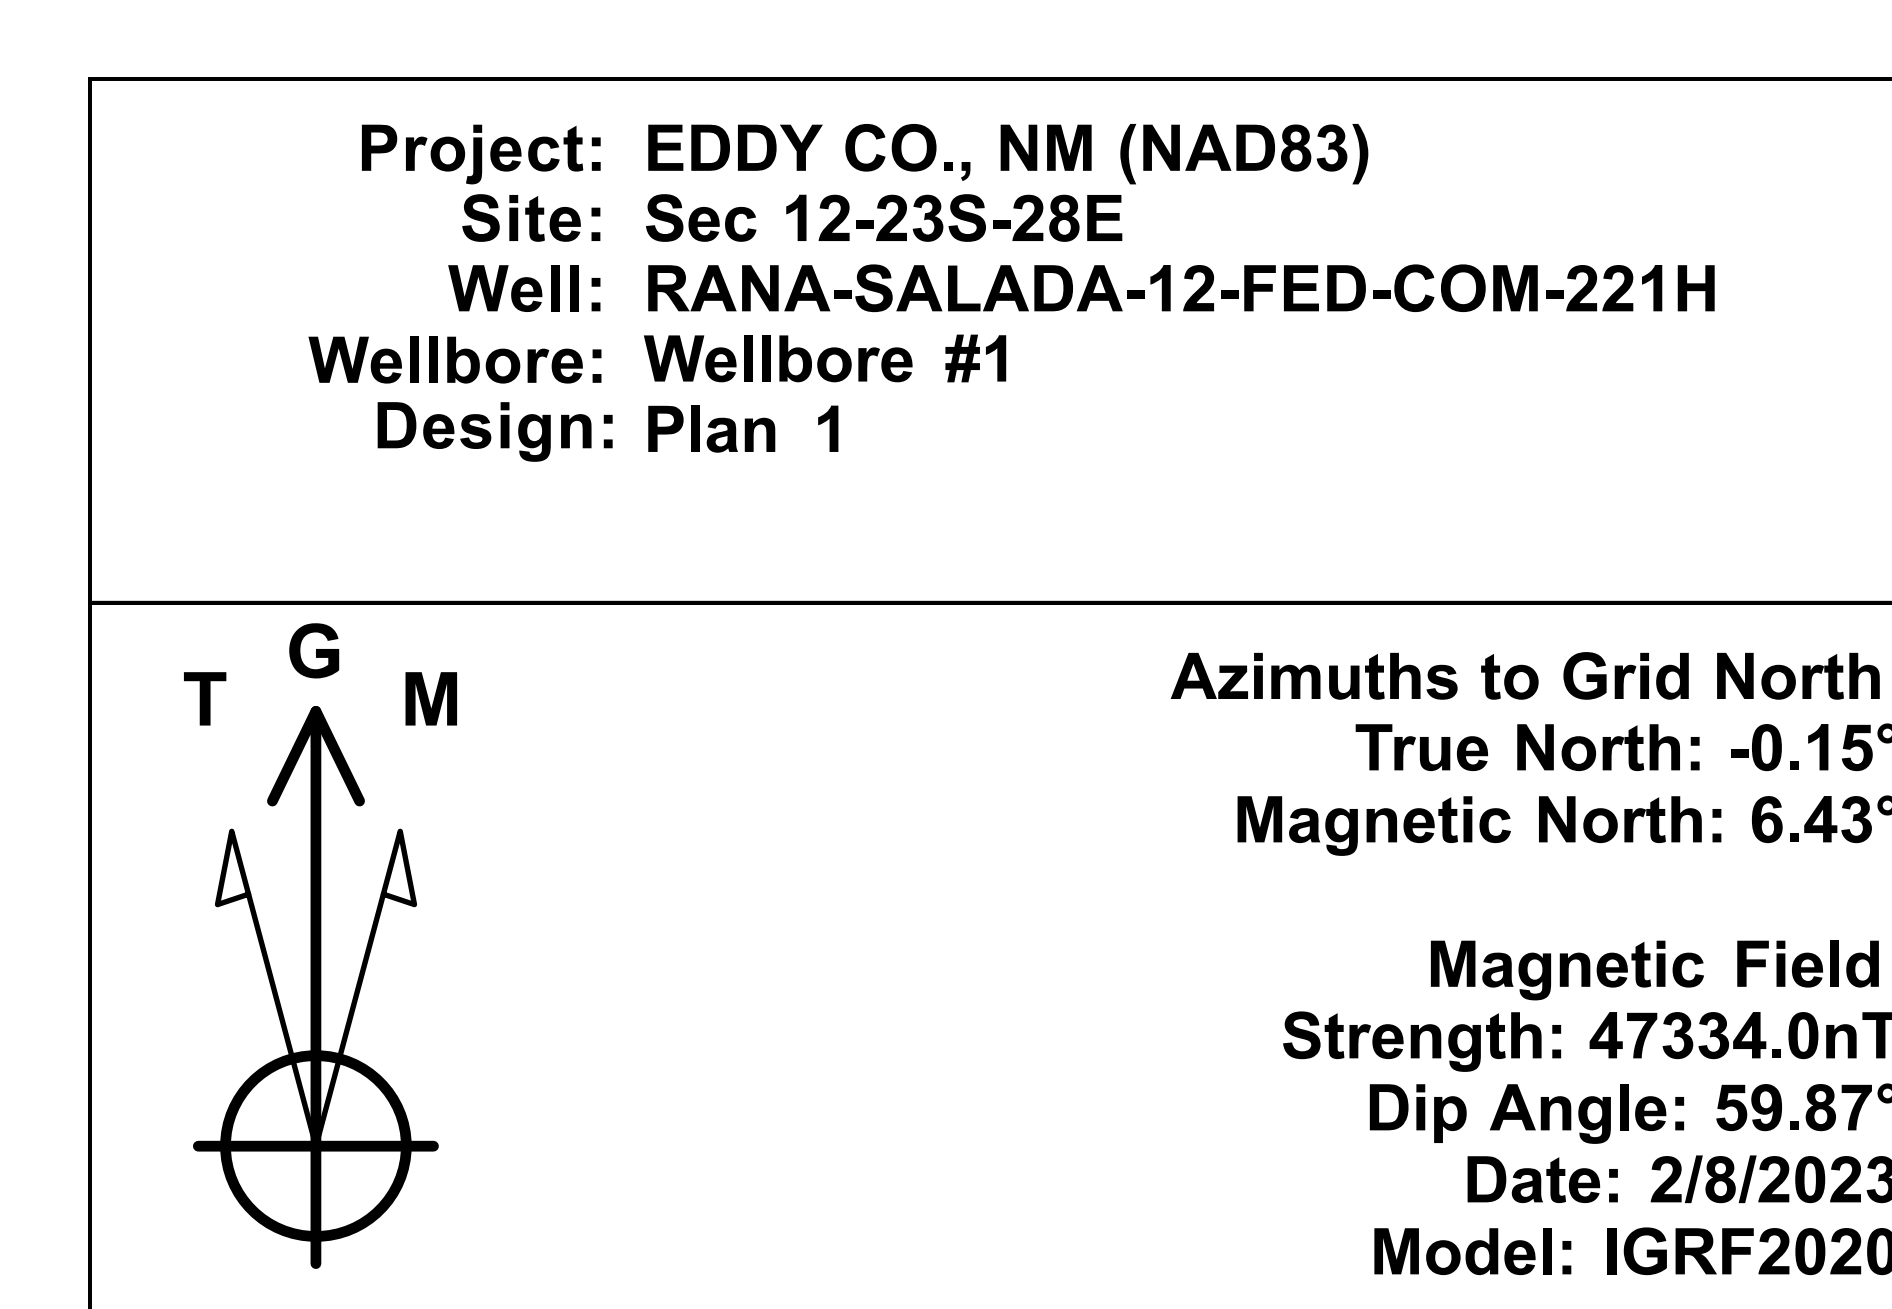 Project: EDDY CO., NM (NAD83)
Site: Sec 12-23S-28E
Well: RANA-SALADA-12-FED-COM-221H
Wellbore: Wellbore #1
Design: Plan 1
G
T M
Azimuths to Grid North
True North: -0.15°
Magnetic North: 6.43°
Magnetic Field
Strength: 47334.0nT
Dip Angle: 59.87°
Date: 2/8/2023
Model: IGRF2020